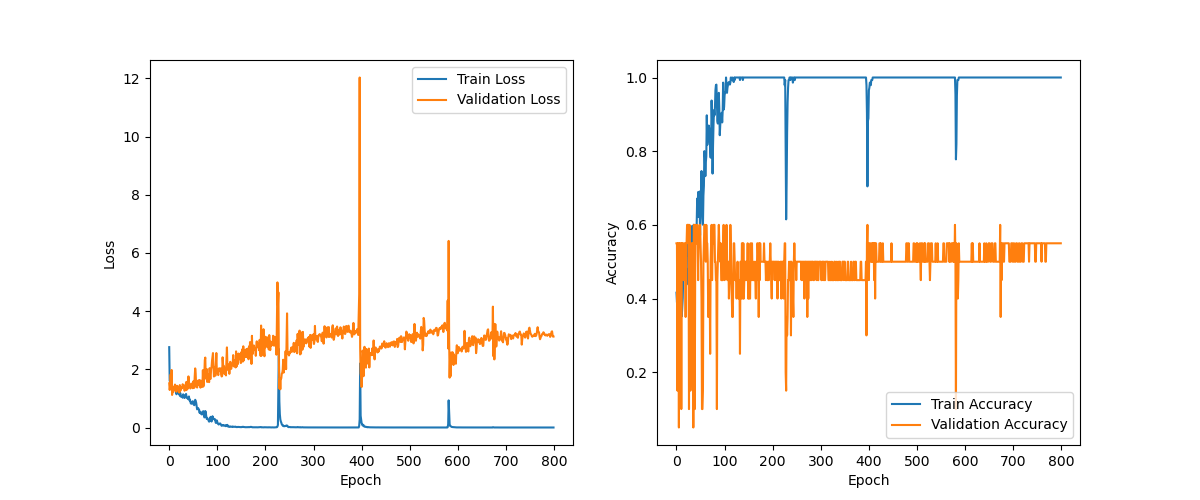 Train Loss
Validation Loss
12
10
8
6
4
2
0
Loss
0 100 200 300 400 500 600 700 800
Epoch
1.0
0.8
0.6
0.4
0.2
Accuracy
Train Accuracy
Validation Accuracy
0 100 200 300 400 500 600 700 800
Epoch